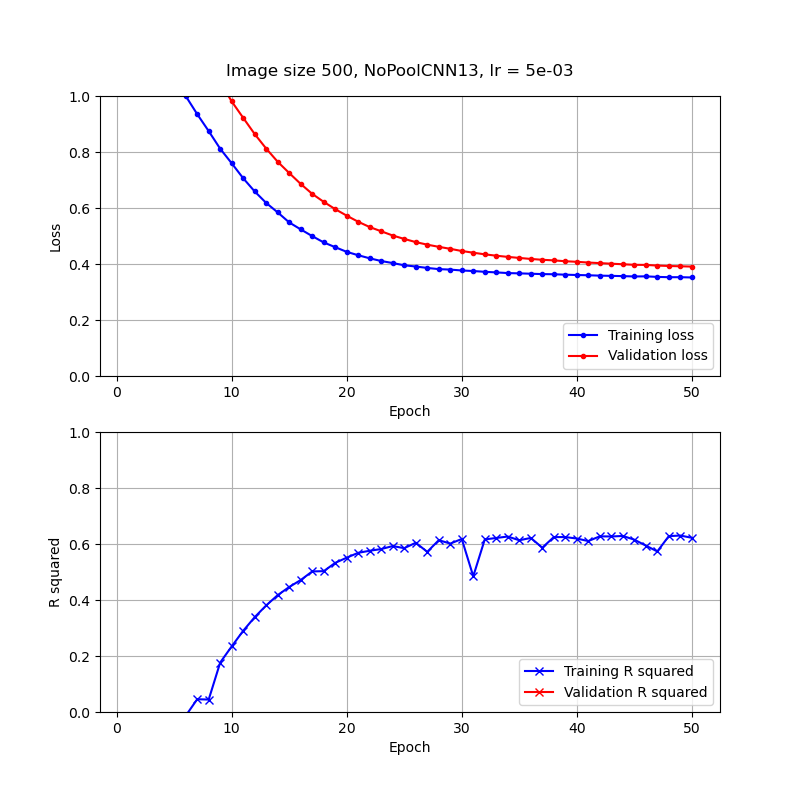 Image size 500, NoPoolCNN13, lr = 5e-03
1.0
0.8
0.6
0.4
0.2
0.0
Loss
Training loss
Validation loss
0 10 20 30 40 50
Epoch
1.0
0.8
0.6
0.4
0.2
0.0
R squared
Training R squared
Validation R squared
0 10 20 30 40 50
Epoch